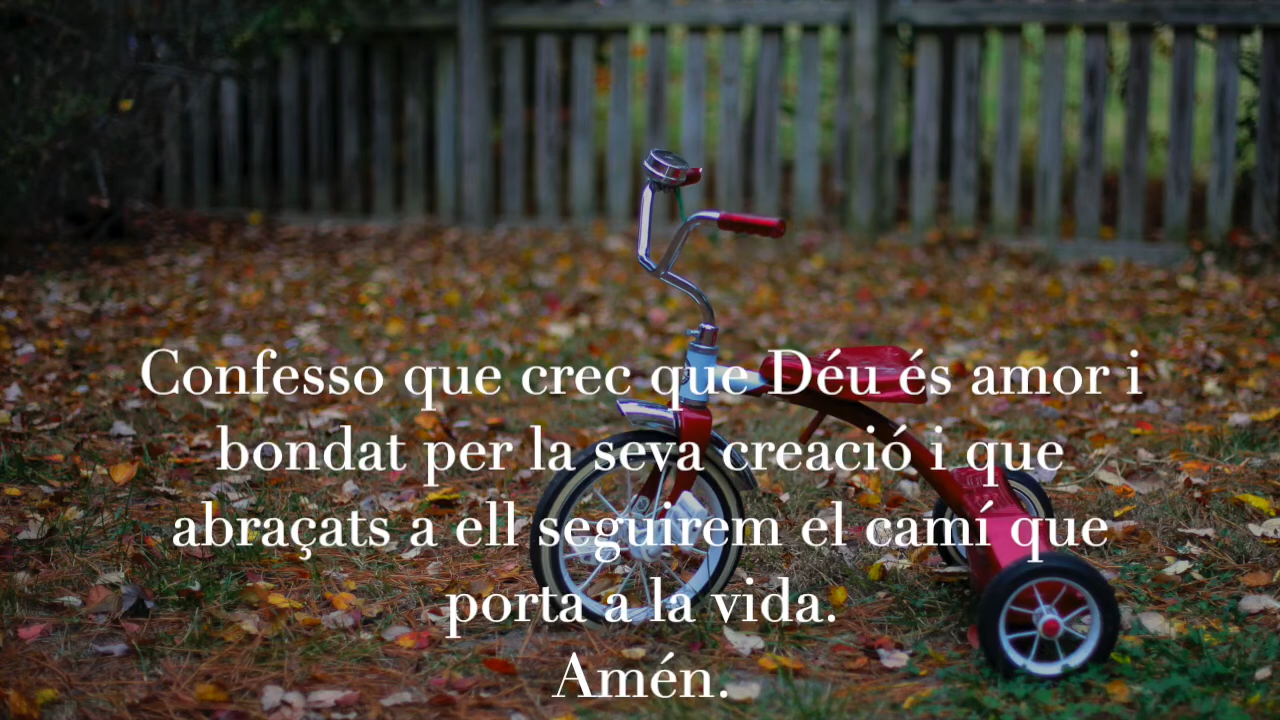 Confesso que crec que Déu és amor i
bondat per la seva creació i que
abraçats a ell seguirem el camí que
porta a la vida.
Amén.